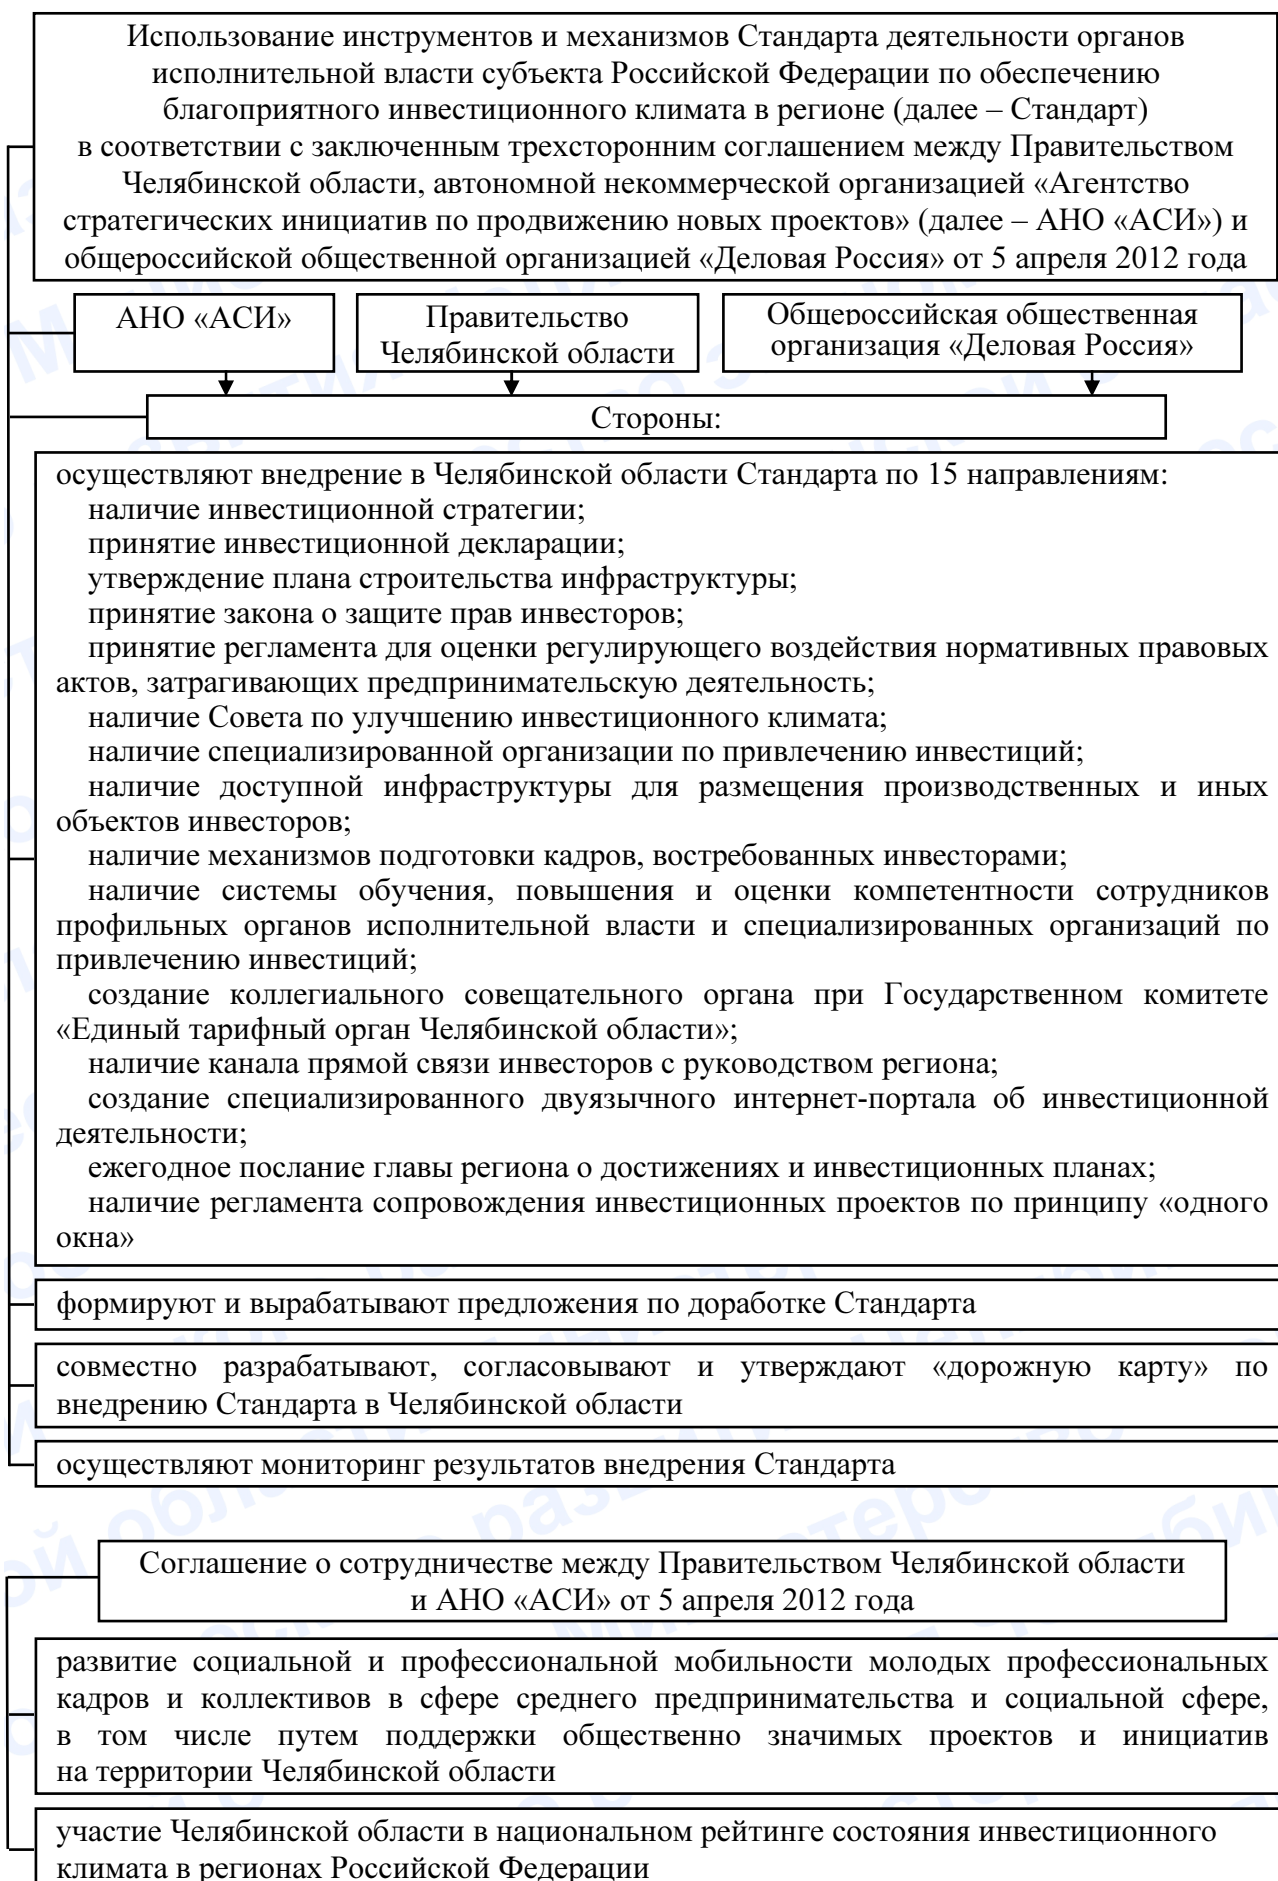 Использование инструментов и механизмов Стандарта деятельности органов
исполнительной власти субъекта Российской Федерации по обеспечению
благоприятного инвестиционного климата в регионе (далее – Стандарт)
в соответствии с заключенным трехсторонним соглашением между Правительством
Челябинской области, автономной некоммерческой организацией «Агентство
стратегических инициатив по продвижению новых проектов» (далее – АНО «АСИ») и
общероссийской общественной организацией «Деловая Россия» от 5 апреля 2012 года
АНО «АСИ»
Правительство
Челябинской области
Общероссийская общественная
организация «Деловая Россия»
Стороны:
осуществляют внедрение в Челябинской области Стандарта по 15 направлениям:
наличие инвестиционной стратегии;
принятие инвестиционной декларации;
утверждение плана строительства инфраструктуры;
принятие закона о защите прав инвесторов;
принятие регламента для оценки регулирующего воздействия нормативных правовых
актов, затрагивающих предпринимательскую деятельность;
наличие Совета по улучшению инвестиционного климата;
наличие специализированной организации по привлечению инвестиций;
наличие доступной инфраструктуры для размещения производственных и иных
объектов инвесторов;
наличие механизмов подготовки кадров, востребованных инвесторами;
наличие системы обучения, повышения и оценки компетентности сотрудников
профильных органов исполнительной власти и специализированных организаций по
привлечению инвестиций;
создание коллегиального совещательного органа при Государственном комитете
«Единый тарифный орган Челябинской области»;
наличие канала прямой связи инвесторов с руководством региона;
создание специализированного двуязычного интернет-портала об инвестиционной
деятельности;
ежегодное послание главы региона о достижениях и инвестиционных планах;
наличие регламента сопровождения инвестиционных проектов по принципу «одного
окна»
формируют и вырабатывают предложения по доработке Стандарта
совместно разрабатывают, согласовывают и утверждают «дорожную карту» по
внедрению Стандарта в Челябинской области
осуществляют мониторинг результатов внедрения Стандарта
Соглашение о сотрудничестве между Правительством Челябинской области
и АНО «АСИ» от 5 апреля 2012 года
развитие социальной и профессиональной мобильности молодых профессиональных
кадров и коллективов в сфере среднего предпринимательства и социальной сфере,
в том числе путем поддержки общественно значимых проектов и инициатив
на территории Челябинской области
участие Челябинской области в национальном рейтинге состояния инвестиционного
климата в регионах Российской Федерации